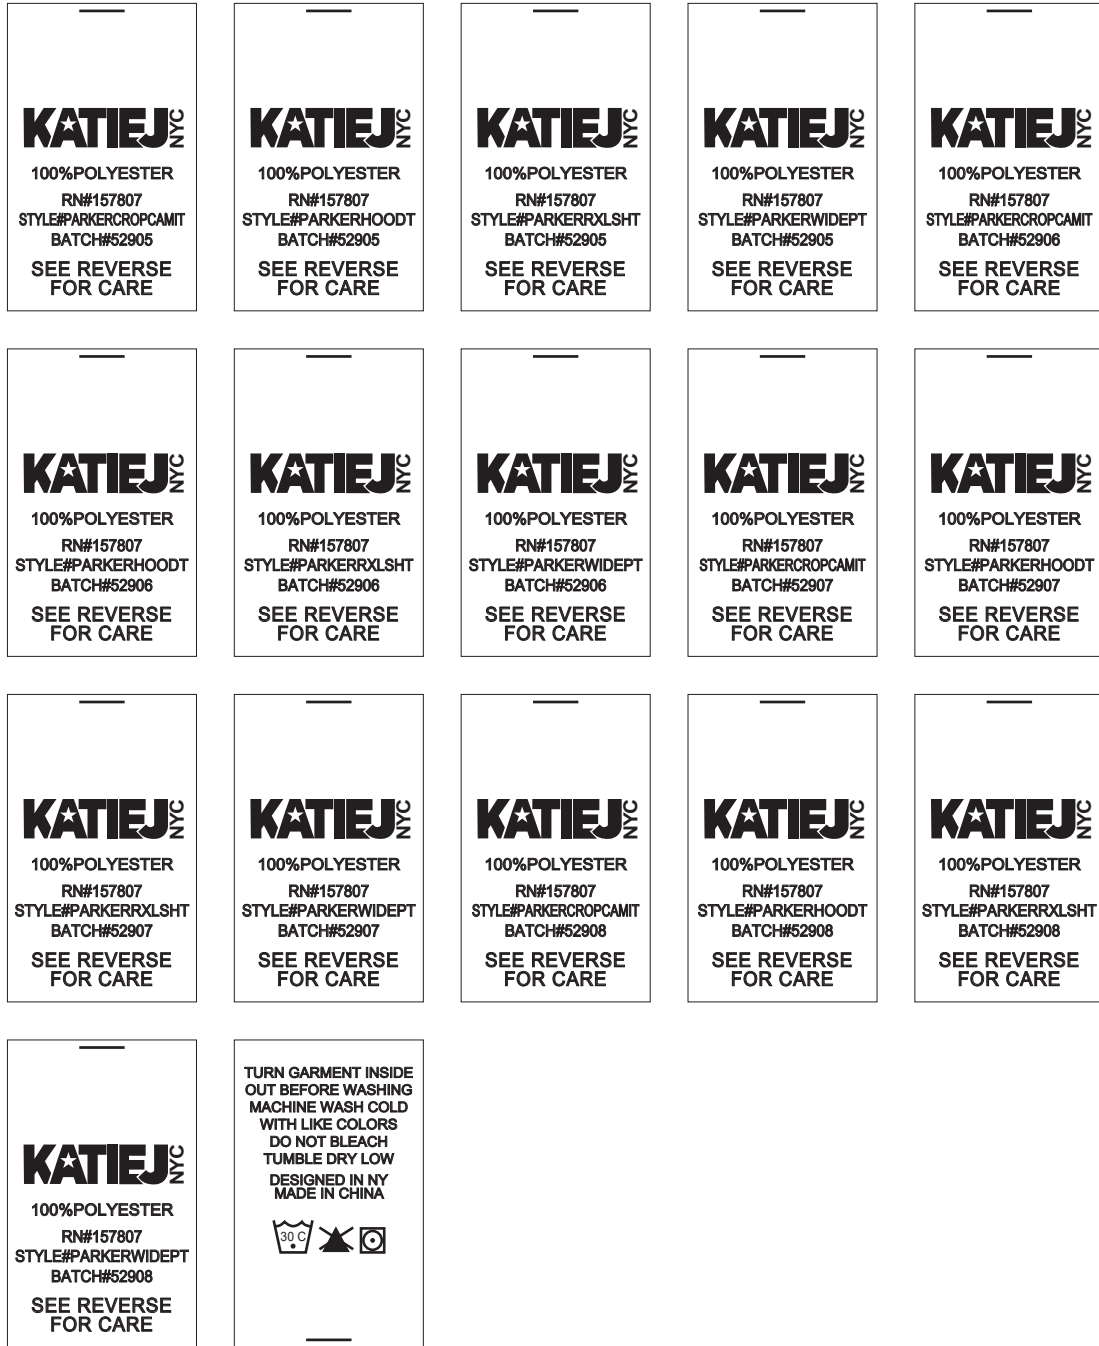 KATIEJ NYC
100%POLYESTER
RN#157807
STYLE#PARKERCROPCAMIT
BATCH#52905
SEE REVERSE
FOR CARE
KATIEJ NYC
100%POLYESTER
RN#157807
STYLE#PARKERHOODT
BATCH#52905
SEE REVERSE
FOR CARE
KATIEJ NYC
100%POLYESTER
RN#157807
STYLE#PARKERRXLSHT
BATCH#52905
SEE REVERSE
FOR CARE
KATIEJ NYC
100%POLYESTER
RN#157807
STYLE#PARKERWIDEPT
BATCH#52905
SEE REVERSE
FOR CARE
KATIEJ NYC
100%POLYESTER
RN#157807
STYLE#PARKERCROPCAMIT
BATCH#52906
SEE REVERSE
FOR CARE
KATIEJ NYC
100%POLYESTER
RN#157807
STYLE#PARKERHOODT
BATCH#52906
SEE REVERSE
FOR CARE
KATIEJ NYC
100%POLYESTER
RN#157807
STYLE#PARKERRXLSHT
BATCH#52906
SEE REVERSE
FOR CARE
KATIEJ NYC
100%POLYESTER
RN#157807
STYLE#PARKERWIDEPT
BATCH#52906
SEE REVERSE
FOR CARE
KATIEJ NYC
100%POLYESTER
RN#157807
STYLE#PARKERCROPCAMIT
BATCH#52907
SEE REVERSE
FOR CARE
KATIEJ NYC
100%POLYESTER
RN#157807
STYLE#PARKERHOODT
BATCH#52907
SEE REVERSE
FOR CARE
KATIEJ NYC
100%POLYESTER
RN#157807
STYLE#PARKERRXLSHT
BATCH#52907
SEE REVERSE
FOR CARE
KATIEJ NYC
100%POLYESTER
RN#157807
STYLE#PARKERWIDEPT
BATCH#52907
SEE REVERSE
FOR CARE
KATIEJ NYC
100%POLYESTER
RN#157807
STYLE#PARKERCROPCAMIT
BATCH#52908
SEE REVERSE
FOR CARE
KATIEJ NYC
100%POLYESTER
RN#157807
STYLE#PARKERHOODT
BATCH#52908
SEE REVERSE
FOR CARE
KATIEJ NYC
100%POLYESTER
RN#157807
STYLE#PARKERRXLSHT
BATCH#52908
SEE REVERSE
FOR CARE
KATIEJ NYC
100%POLYESTER
RN#157807
STYLE#PARKERWIDEPT
BATCH#52908
SEE REVERSE
FOR CARE
TURN GARMENT INSIDE
OUT BEFORE WASHING
MACHINE WASH COLD
WITH LIKE COLORS
DO NOT BLEACH
TUMBLE DRY LOW
DESIGNED IN NY
MADE IN CHINA
30 C